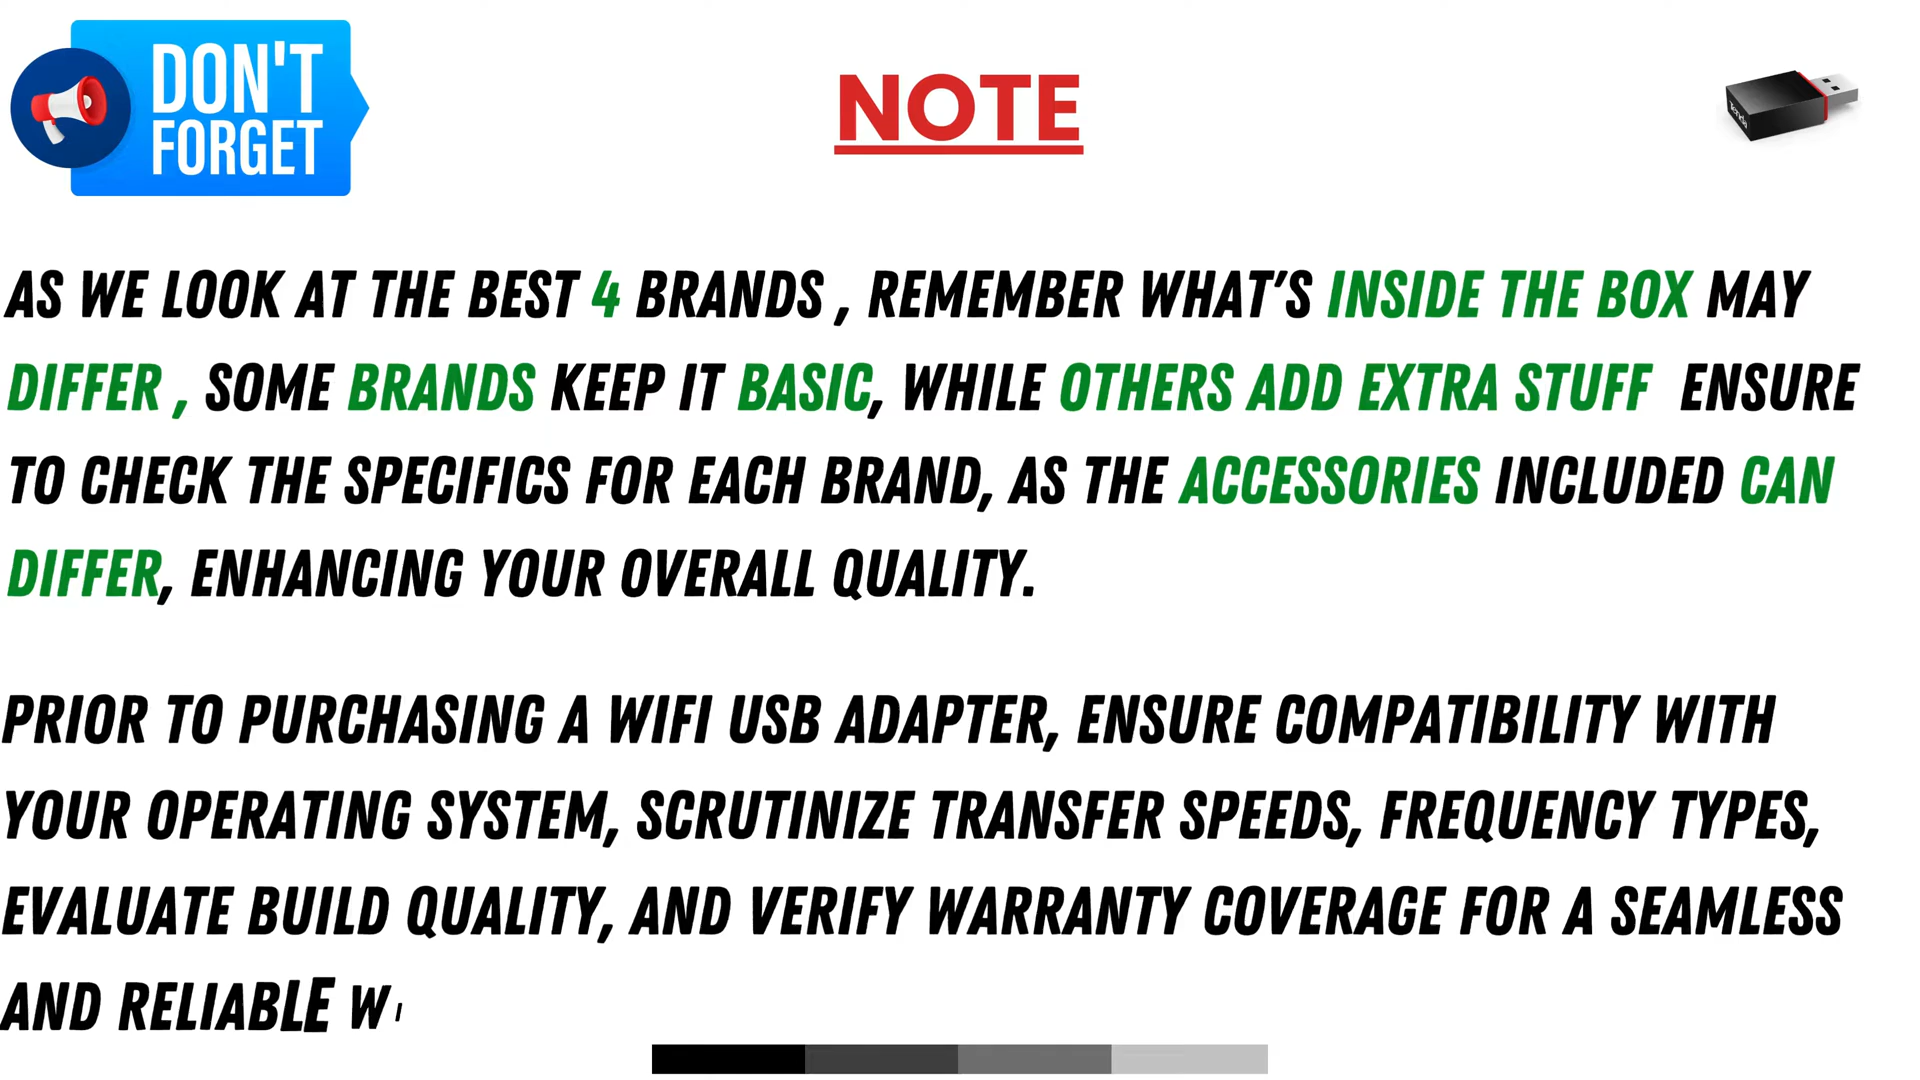 DON'T
FORGET
NOTE
Tenda
AS WE LOOK AT THE BEST 4 BRANDS , REMEMBER WHAT'S INSIDE THE BOX MAY
DIFFER , SOME BRANDS KEEP IT BASIC, WHILE OTHERS ADD EXTRA STUFF ENSURE
TO CHECK THE SPECIFICS FOR EACH BRAND, AS THE ACCESSORIES INCLUDED CAN
DIFFER, ENHANCING YOUR OVERALL QUALITY.
PRIOR TO PURCHASING A WIFI USB ADAPTER, ENSURE COMPATIBILITY WITH
YOUR OPERATING SYSTEM, SCRUTINIZE TRANSFER SPEEDS, FREQUENCY TYPES,
EVALUATE BUILD QUALITY, AND VERIFY WARRANTY COVERAGE FOR A SEAMLESS
AND RELIABLE WI